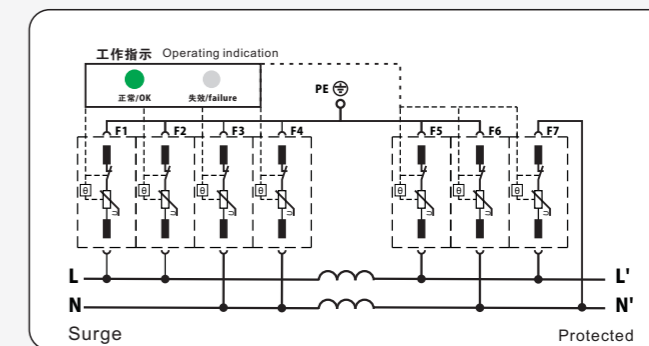 工作指示 Operating indication
正常/OK 失效/failure
PE
F1 F2 F3 F4 F5 F6 F7
θ θ θ θ θ θ θ
U U U U U U U
L L'
N N'
Surge Protected